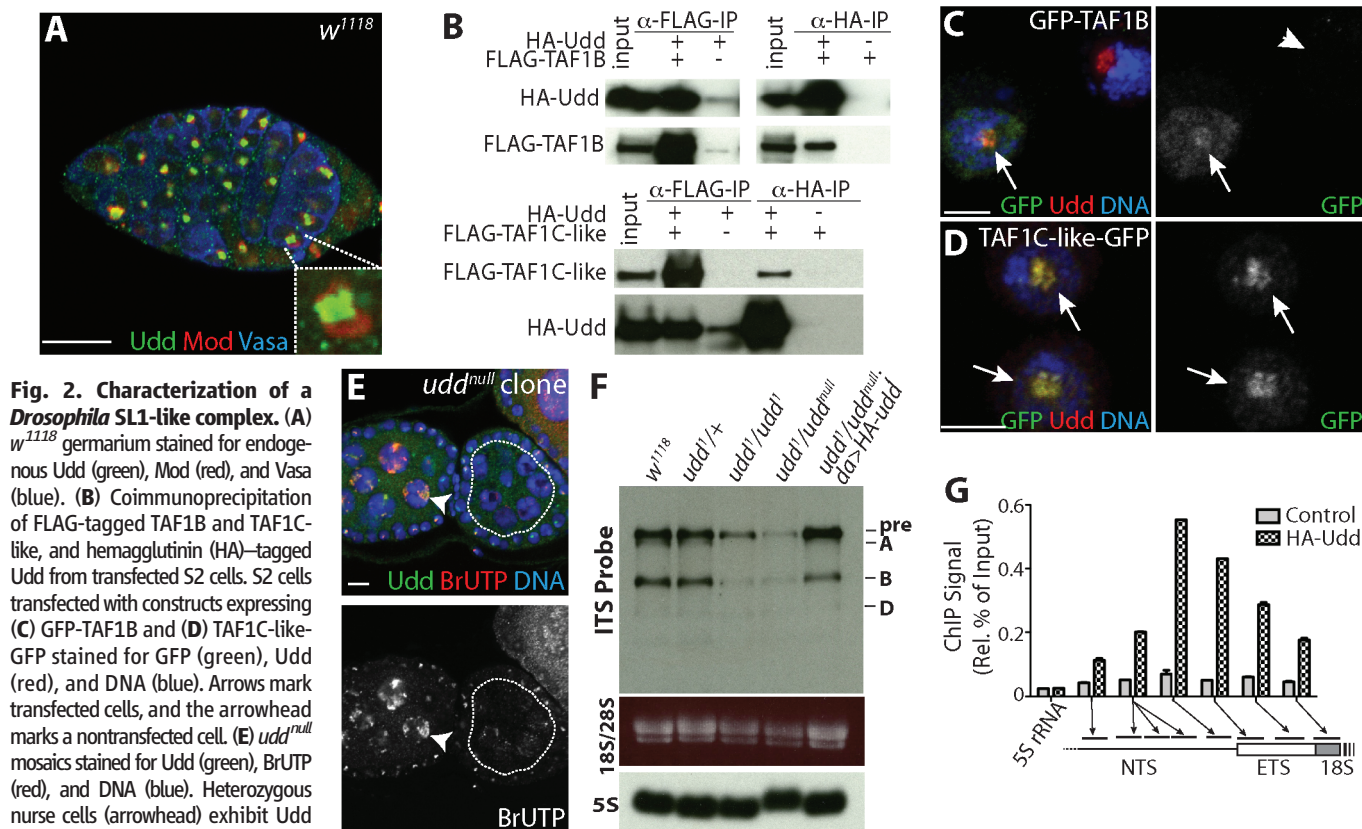 A
w1118
Udd Mod Vasa
B
input
α-FLAG-IP
α-HA-IP
input
HA-Udd + + + -
FLAG-TAF1B + - + +
HA-Udd
FLAG-TAF1B
input
α-FLAG-IP
α-HA-IP
HA-Udd + + + -
FLAG-TAF1C-like + - + +
FLAG-TAF1C-like
HA-Udd
C
GFP-TAF1B
GFP Udd DNA
GFP
D
TAF1C-like-GFP
GFP Udd DNA
GFP
Fig. 2. Characterization of a
Drosophila SL1-like complex. (A)
w1118 germarium stained for endoge-
nous Udd (green), Mod (red), and Vasa
(blue). (B) Coimmunoprecipitation
of FLAG-tagged TAF1B and TAF1C-
like, and hemagglutinin (HA)–tagged
Udd from transfected S2 cells. S2 cells
transfected with constructs expressing
(C) GFP-TAF1B and (D) TAF1C-like-
GFP stained for GFP (green), Udd
(red), and DNA (blue). Arrows mark
transfected cells, and the arrowhead
marks a nontransfected cell. (E) uddnull
mosaics stained for Udd (green), BrUTP
(red), and DNA (blue). Heterozygous
nurse cells (arrowhead) exhibit Udd
E
uddnull clone
Udd BrUTP DNA
BrUTP
F
w1118
udd1/+
udd1/udd1
udd1/uddnull
udd1/uddnull;
da>HA-udd
ITS Probe
pre
A
B
D
18S/28S
5S
G
Control
HA-Udd
ChIP Signal
(Rel. % of Input)
0.6
0.4
0.2
0
5S rRNA
NTS
ETS
18S